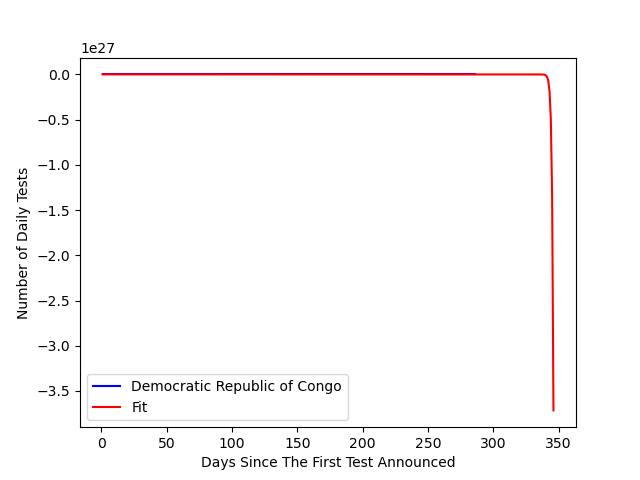 1e27
0.0
−0.5
−1.0
−1.5
−2.0
−2.5
−3.0
−3.5
Number of Daily Tests
Democratic Republic of Congo
Fit
0 50 100 150 200 250 300 350
Days Since The First Test Announced